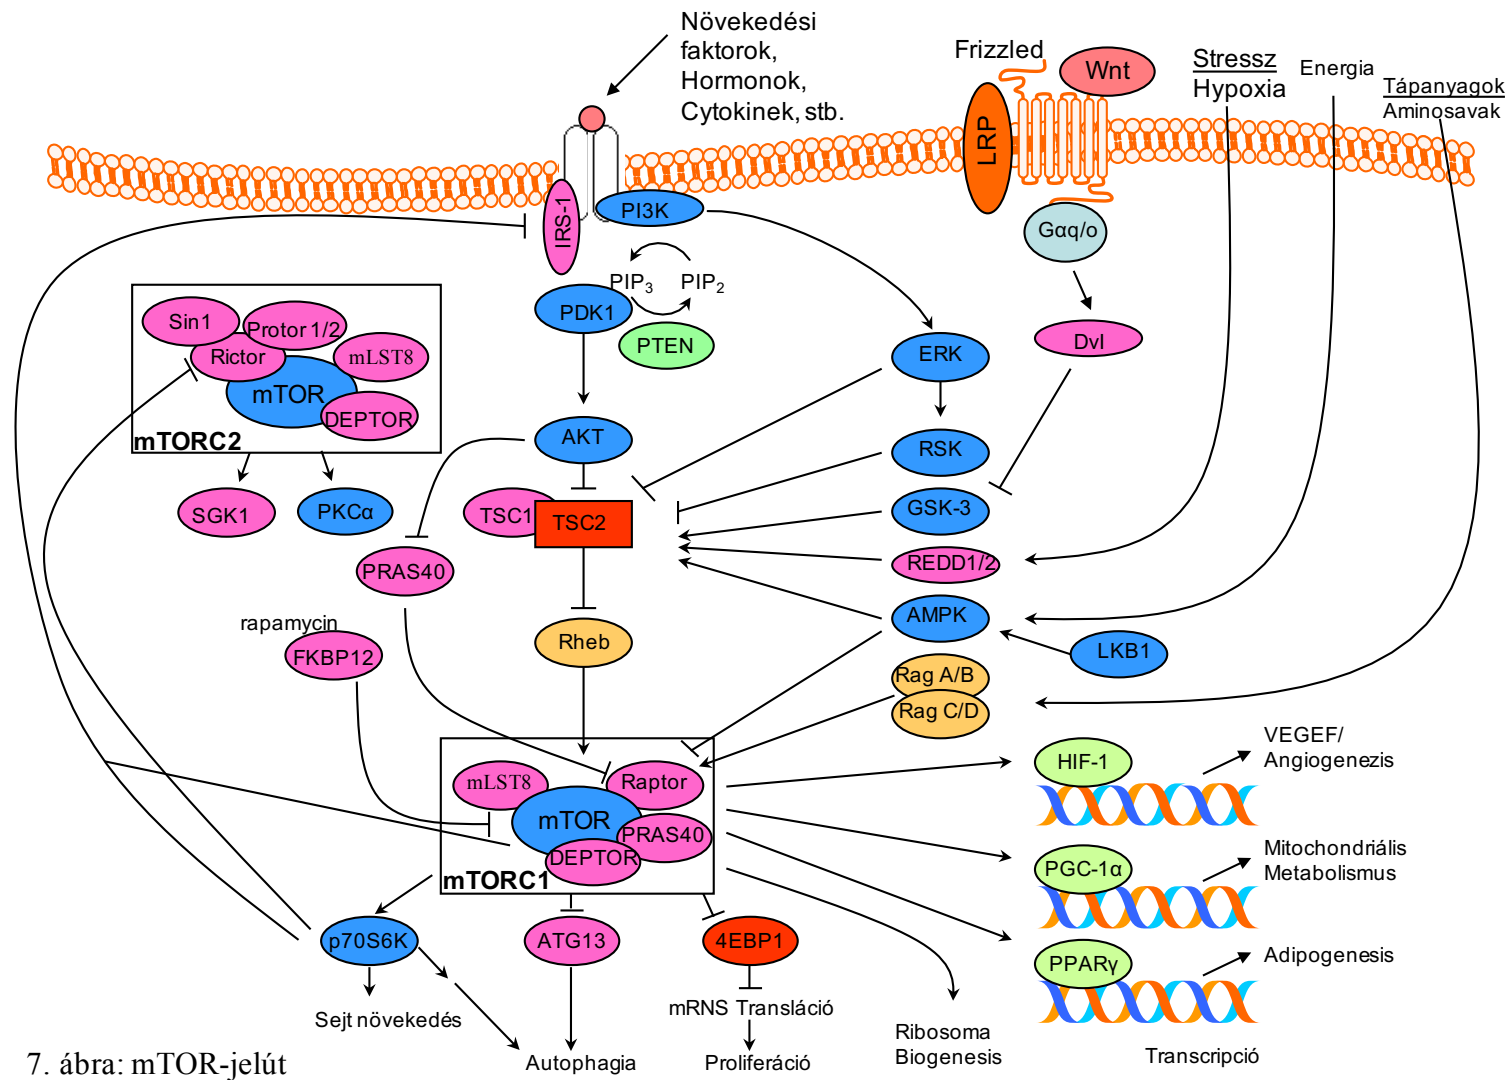 Növekedési
faktorok,
Hormonok,
Cytokinek, stb.
Frizzled
Wnt
Stressz
Hypoxia
Energia
Tápanyagok
Aminosavak
LRP
IRS-1
PI3K
Gαq/o
PIP3
PIP2
PDK1
PTEN
ERK
Dvl
Sin1
Protor 1/2
Rictor
mLST8
mTOR
DEPTOR
mTORC2
AKT
RSK
SGK1
PKCα
TSC1
TSC2
GSK-3
PRAS40
REDD1/2
AMPK
rapamycin
FKBP12
Rheb
LKB1
Rag A/B
Rag C/D
mLST8
Raptor
mTOR
PRAS40
DEPTOR
mTORC1
HIF-1
VEGEF/
Angiogenezis
PGC-1α
Mitochondriális
Metabolismus
p70S6K
ATG13
4EBP1
PPARγ
Adipogenesis
Sejt növekedés
mRNS Transláció
Autophagia
Proliferáció
Ribosoma
Biogenesis
Transcripció
7. ábra: mTOR-jelút